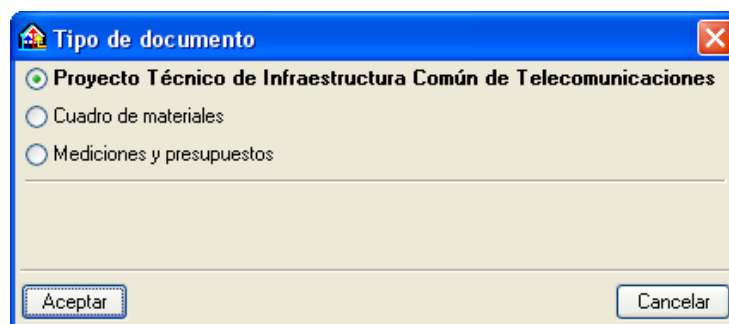 Tipo de documento
Proyecto Técnico de Infraestructura Común de Telecomunicaciones
Cuadro de materiales
Mediciones y presupuestos
Aceptar
Cancelar